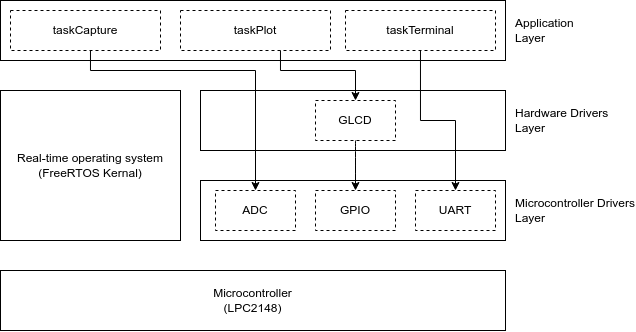 taskCapture
taskPlot
taskTerminal
Application
Layer
Real-time operating system
(FreeRTOS Kernal)
GLCD
Hardware Drivers
Layer
ADC
GPIO
UART
Microcontroller Drivers
Layer
Microcontroller
(LPC2148)